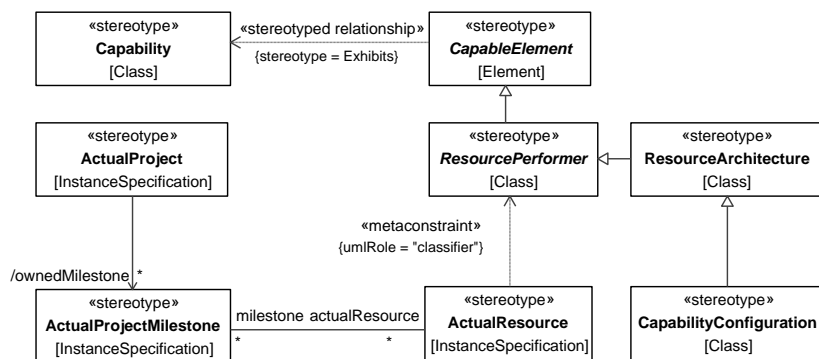 «stereotype»
Capability
[Class]
«stereotyped relationship»
{stereotype = Exhibits}
«stereotype»
CapableElement
[Element]
«stereotype»
ActualProject
[InstanceSpecification]
«stereotype»
ResourcePerformer
[Class]
«stereotype»
ResourceArchitecture
[Class]
«metaconstraint»
{umlRole = "classifier"}
/ownedMilestone *
«stereotype»
ActualProjectMilestone
[InstanceSpecification]
milestone actualResource
* *
«stereotype»
ActualResource
[InstanceSpecification]
«stereotype»
CapabilityConfiguration
[Class]